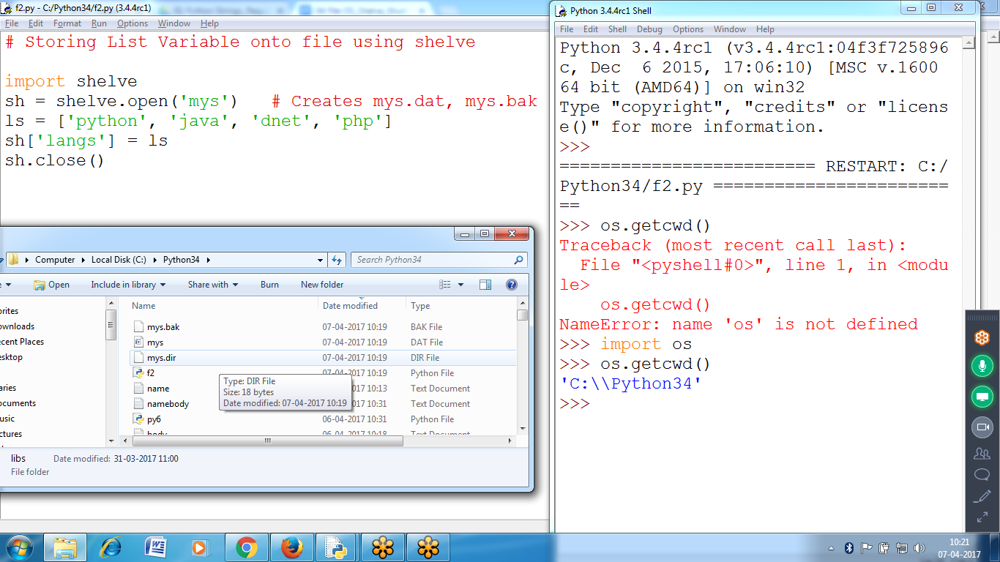 f2.py - C:/Python34/f2.py (3.4.4rc1)
File Edit Format Run Options Window Help
# Storing List Variable onto file using shelve
import shelve
sh = shelve.open('mys')   # Creates mys.dat, mys.bak
ls = ['python', 'java', 'dnet', 'php']
sh['langs'] = ls
sh.close()
Computer Local Disk (C:) Python34
Search Python34
Open Include in library Share with Burn New folder
Name Date modified Type
mys.bak 07-04-2017 10:19 BAK File
mys 07-04-2017 10:19 DAT File
mys.dir 07-04-2017 10:19 DIR File
f2 07-04-2017 10:19 Python File
name 10:13 Text Document
namebody 10:31 Text Document
py6 06-04-2017 10:31 Python File
body 06-04-2017 10:18 Text Document
Type: DIR File
Size: 18 bytes
Date modified: 07-04-2017 10:19
orites
ownloads
ecent Places
esktop
aries
ocuments
usic
ctures
libs Date modified: 31-03-2017 11:00
File folder
Python 3.4.4rc1 Shell
File Edit Shell Debug Options Window Help
Python 3.4.4rc1 (v3.4.4rc1:04f3f725896
c, Dec  6 2015, 17:06:10) [MSC v.1600
64 bit (AMD64)] on win32
Type "copyright", "credits" or "licens
e()" for more information.
>>>
========================= RESTART: C:/
Python34/f2.py =======================
==
>>> os.getcwd()
Traceback (most recent call last):
  File "<pyshell#0>", line 1, in <modu
le>
    os.getcwd()
NameError: name 'os' is not defined
>>> import os
>>> os.getcwd()
'C:\\Python34'
>>>
10:21
07-04-2017